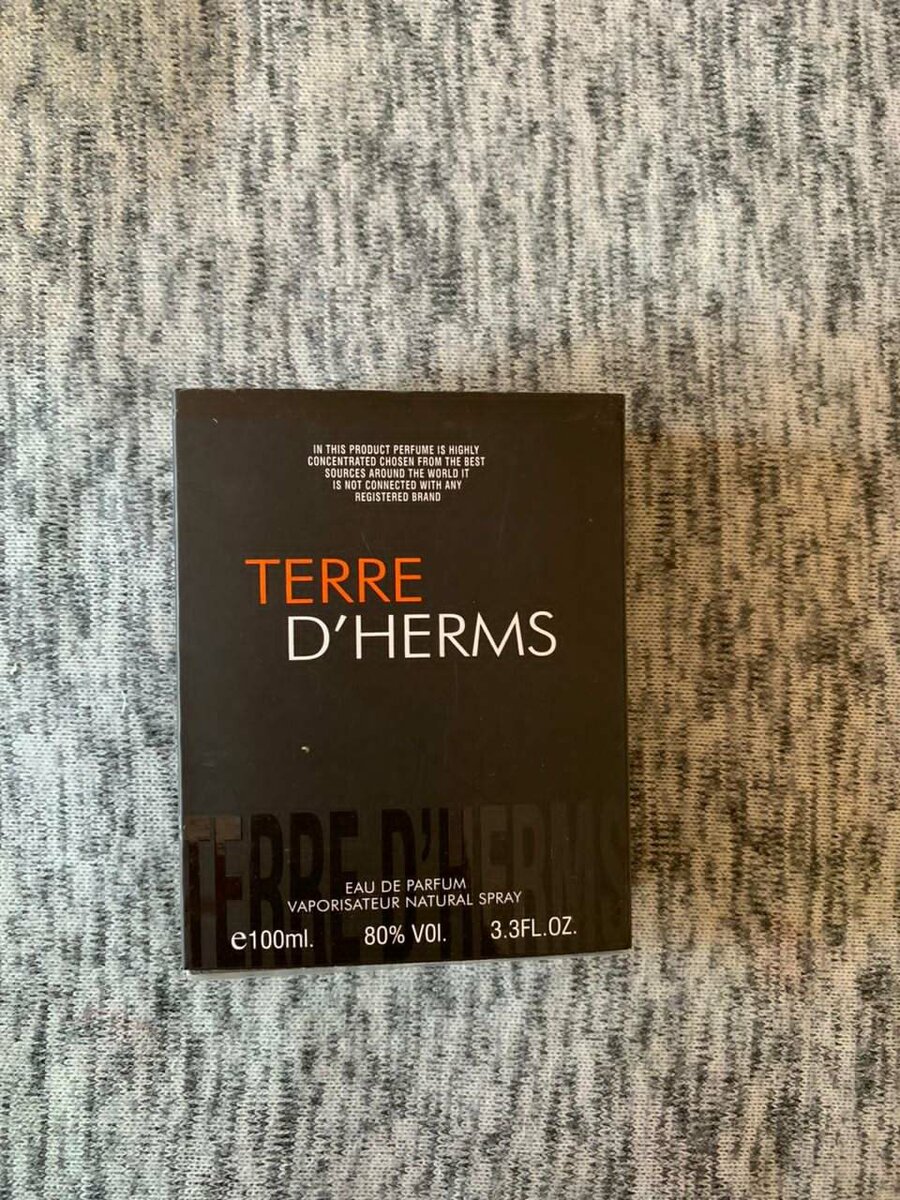 IN THIS PRODUCT PERFUME IS HIGHLY
CONCENTRATED CHOSEN FROM THE BEST
SOURCES AROUND THE WORLD IT
IS NOT CONNECTED WITH ANY
REGISTERED BRAND
TERRE
D'HERMS
TERRE D'HERMS
EAU DE PARFUM
VAPORISATEUR NATURAL SPRAY
e100ml. 80% VOl. 3.3FL.OZ.